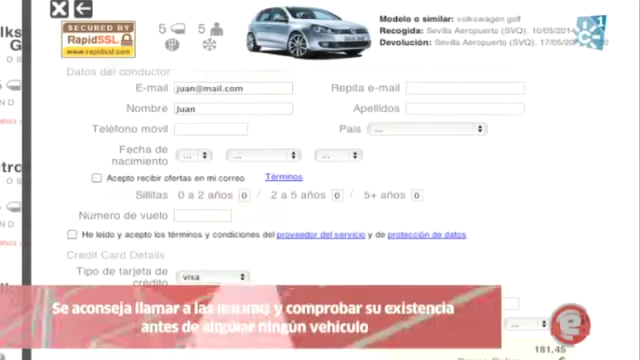 SECURED BY
RapidSSL
www.rapidssl.com
5
5
Modelo o similar: volkswagen golf
Recogida: Sevilla Aeropuerto (SVQ), 10/05/2014
Devolución: Sevilla Aeropuerto (SVQ), 17/05/
1
Datos del conductor
E-mail juan@mail.com Repita e-mail
Nombre juan Apellidos
Teléfono móvil País ...
Fecha de
nacimiento ... ... ...
Acepto recibir ofertas en mi correo Términos
Sillitas 0 a 2 años 0 / 2 a 5 años 0 / 5+ años 0
Número de vuelo
He leido y acepto los términos y condiciones del proveedor del servicio y de protección de datos
Credit Card Details
Tipo de tarjeta de
crédito visa
Se aconseja llamar a las y comprobar su existencia
antes de alquilar ningún vehículo
e
...
181,45
€